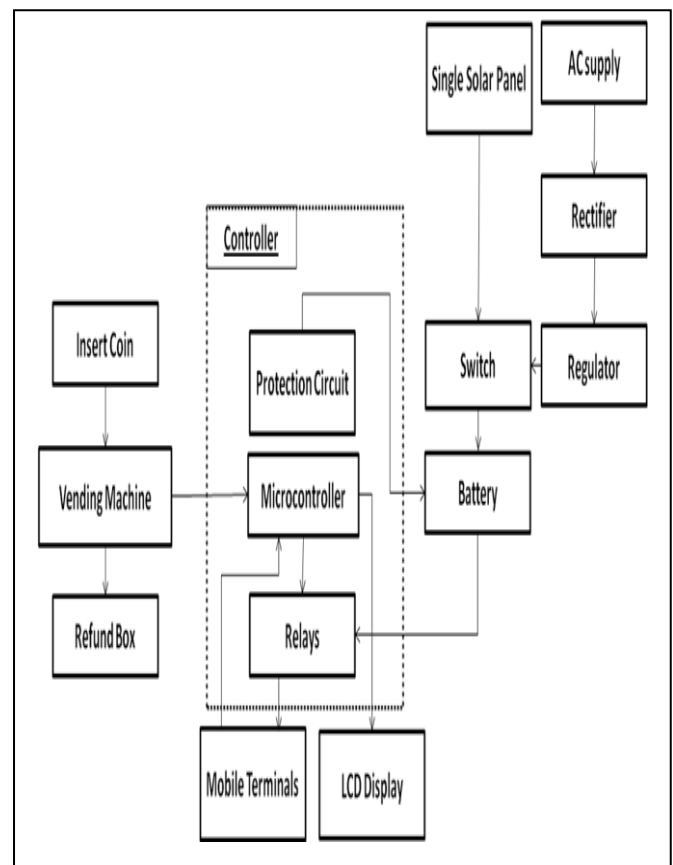 Single Solar Panel
AC supply
Rectifier
Controller
Insert Coin
Protection Circuit
Switch
Regulator
Vending Machine
Microcontroller
Battery
Refund Box
Relays
Mobile Terminals
LCD Display